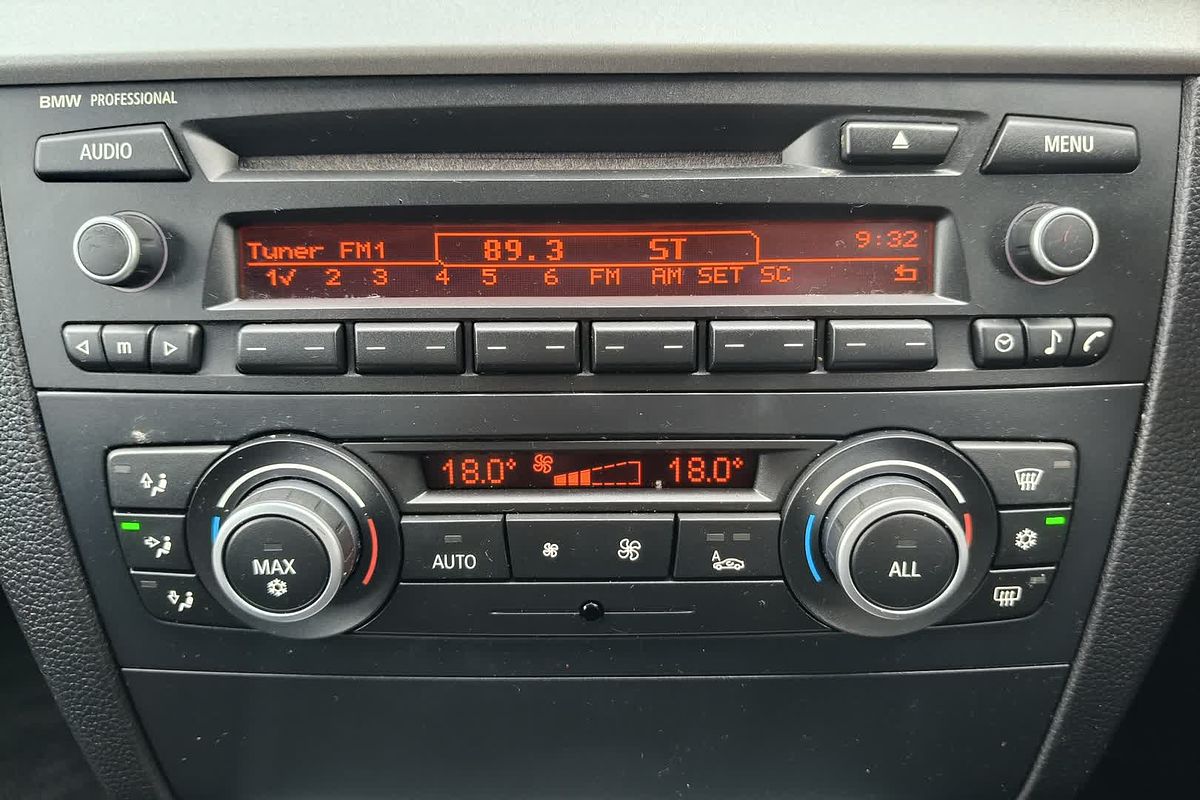 BMW PROFESSIONAL
AUDIO
MENU
Tuner FM1 89.3 ST 9:32
1✓ 2 3 4 5 6 FM AM SET SC
m
18.0° 18.0°
MAX
AUTO
A
ALL